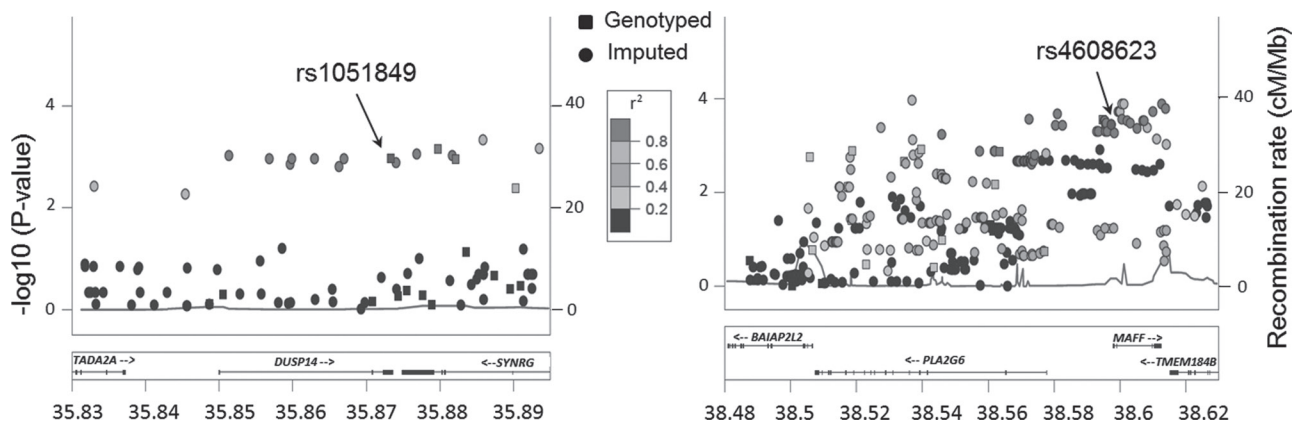 Genotyped
Imputed
rs1051849
rs4608623
-log10 (P-value)
4
2
0
40
20
0
r²
0.8
0.6
0.4
0.2
4
2
0
40
20
0
Recombination rate (cM/Mb)
TADA2A -->
DUSP14 -->
<--SYNRG
<-- BAIAP2L2
<-- PLA2G6
MAFF -->
<--TMEM184B
35.83 35.84 35.85 35.86 35.87 35.88 35.89
38.48 38.5 38.52 38.54 38.56 38.58 38.6 38.62